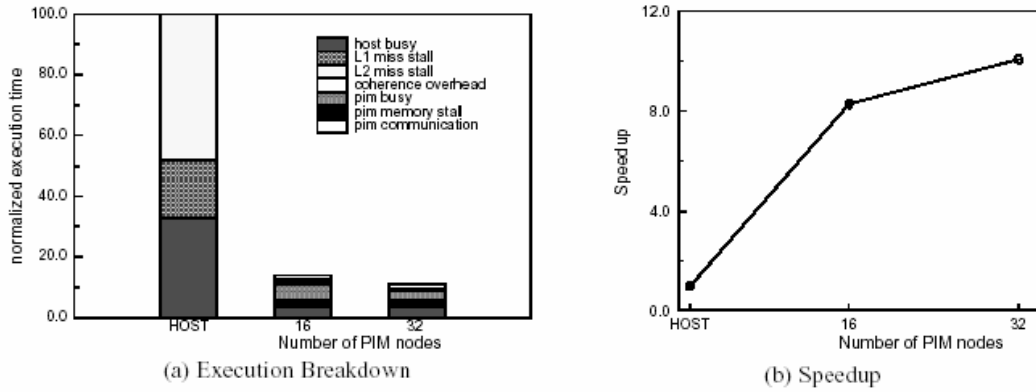 100.0
80.0
60.0
40.0
20.0
0.0
normalized execution time
host busy
L1 miss stall
L2 miss stall
coherence overhead
pim busy
pim memory stall
pim communication
HOST 16 32
Number of PIM nodes
(a) Execution Breakdown
12.0
8.0
4.0
0.0
Speedup
HOST 16 32
Number of PIM nodes
(b) Speedup